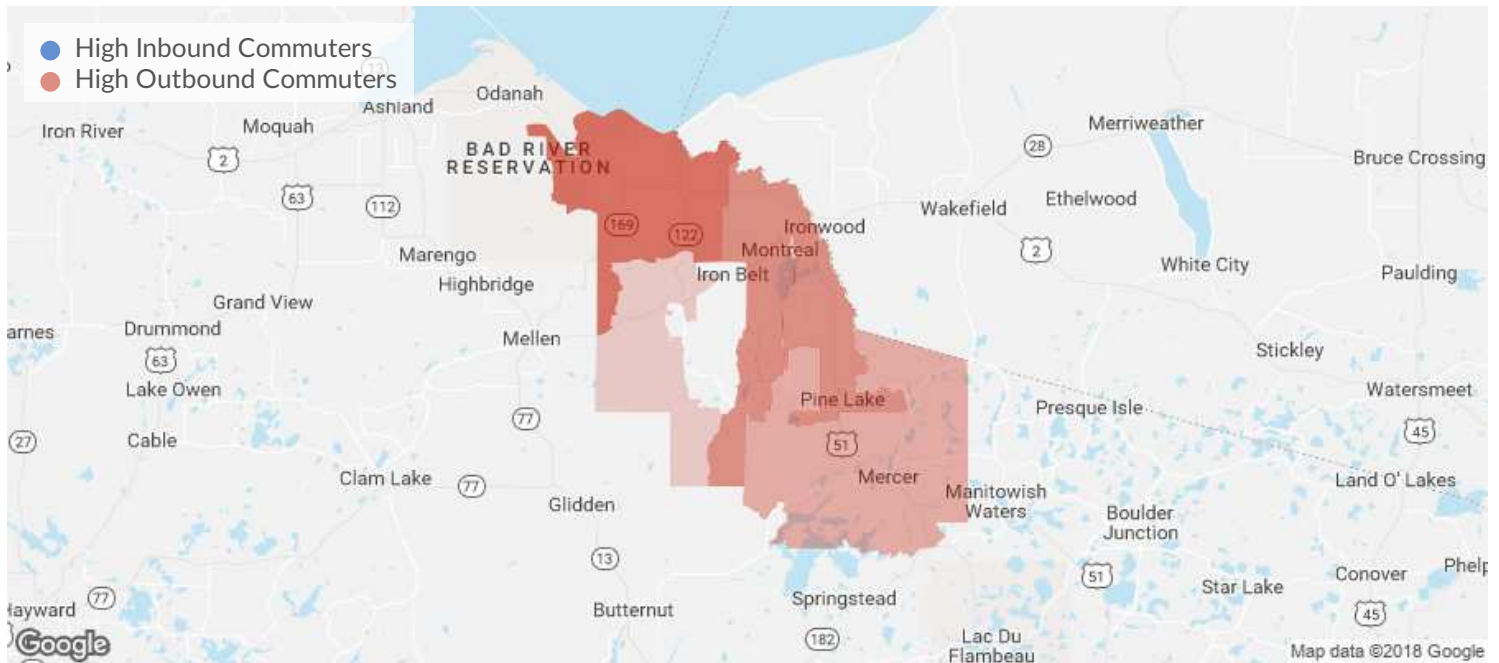 High Inbound Commuters
High Outbound Commuters
13
Ashland
Odanah
Iron River
Moquah
Merriweather
BAD RIVER
RESERVATION
28
2
Bruce Crossing
63
112
Ethelwood
Wakefield
169
122
Ironwood
Montreal
2
Marengo
Iron Belt
White City
Paulding
Highbridge
Grand View
arnes
Drummond
Mellen
63
Stickley
Lake Owen
Pine Lake
Watersmeet
Presque Isle
77
27
Cable
51
45
Clam Lake
77
Mercer
Land O' Lakes
Manitowish
Waters
Glidden
Boulder
Junction
13
51
Conover
Phelp
Star Lake
77
Hayward
Butternut
Springstead
45
182
Lac Du
Flambeau
Google
Map data ©2018 Google